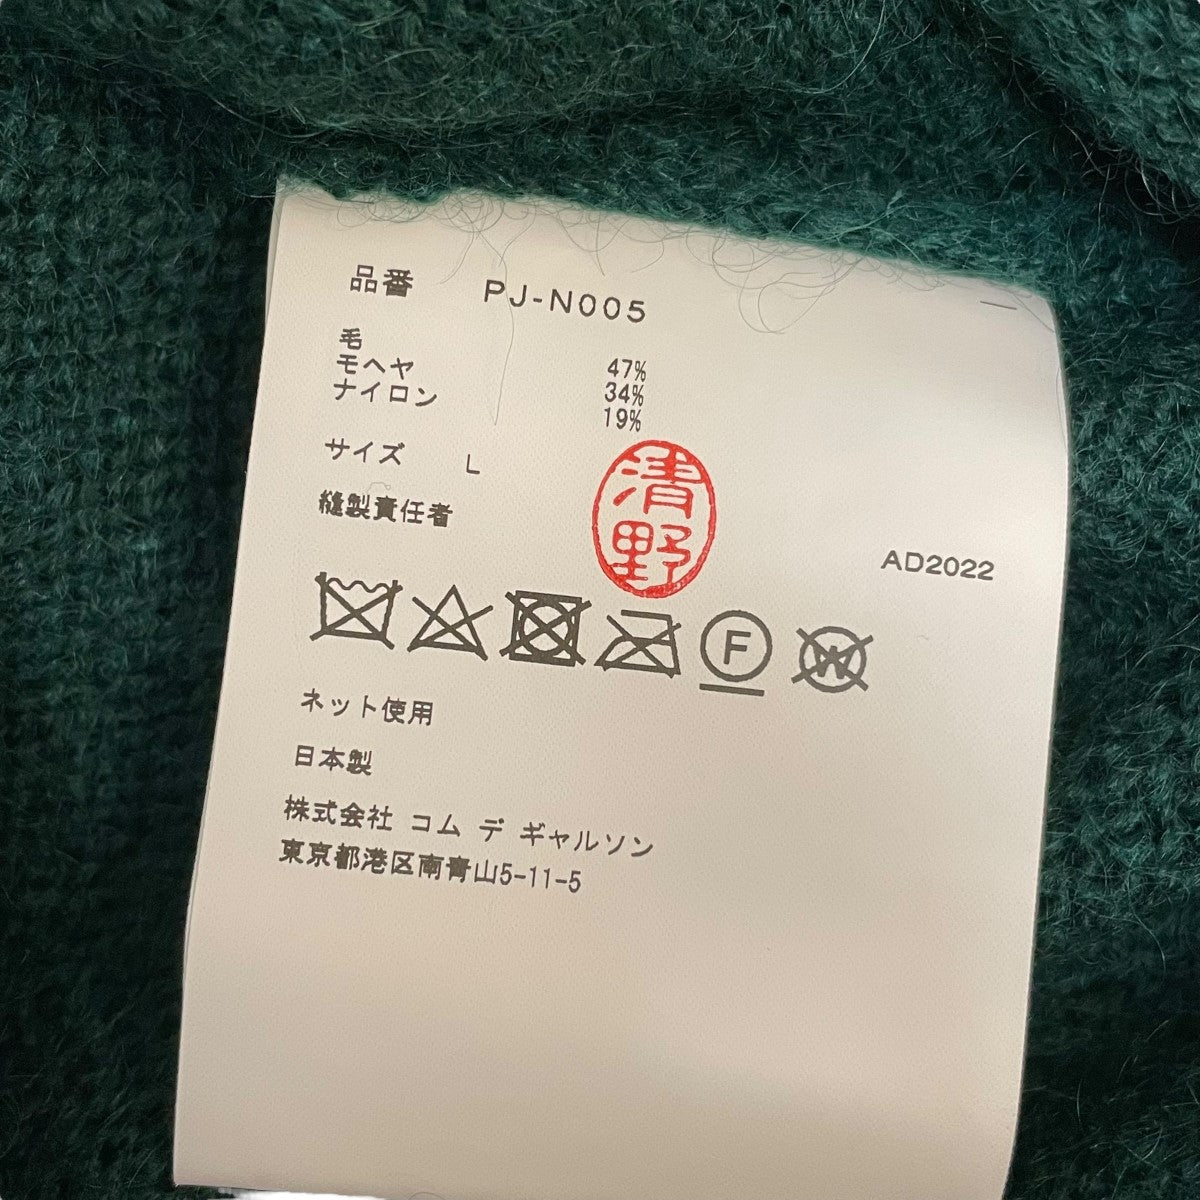 品番 PJ-N005
毛 47%
モヘヤ 34%
ナイロン 19%
サイズ L
縫製責任者
清野
AD2022
F W
ネット使用
日本製
株式会社 コム デ ギャルソン
東京都港区南青山5-11-5